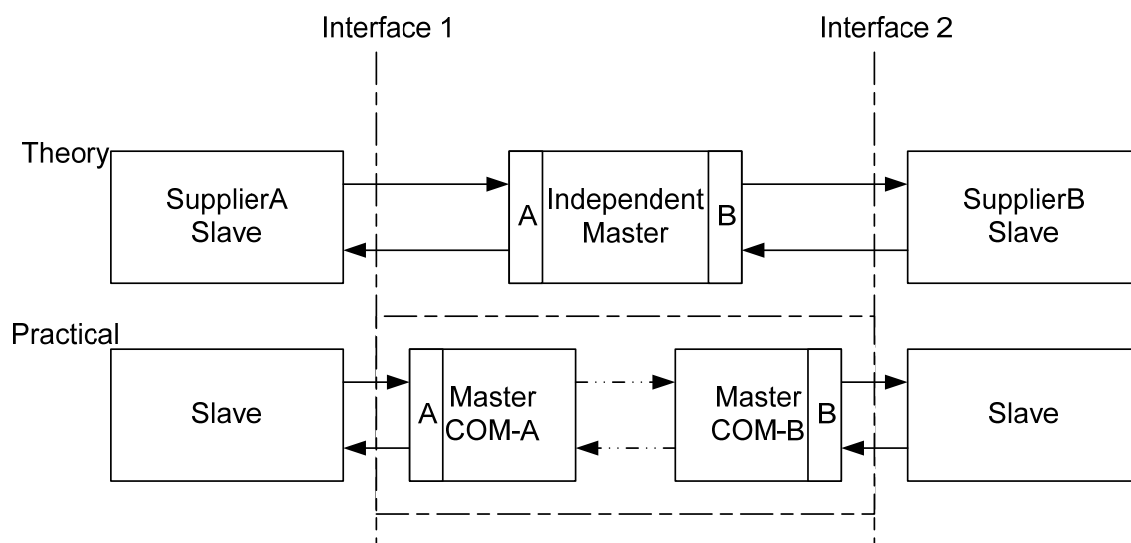 Interface 1
Interface 2
Theory
SupplierA
Slave
A
Independent
Master
B
SupplierB
Slave
Practical
Slave
A
Master
COM-A
Master
COM-B
B
Slave